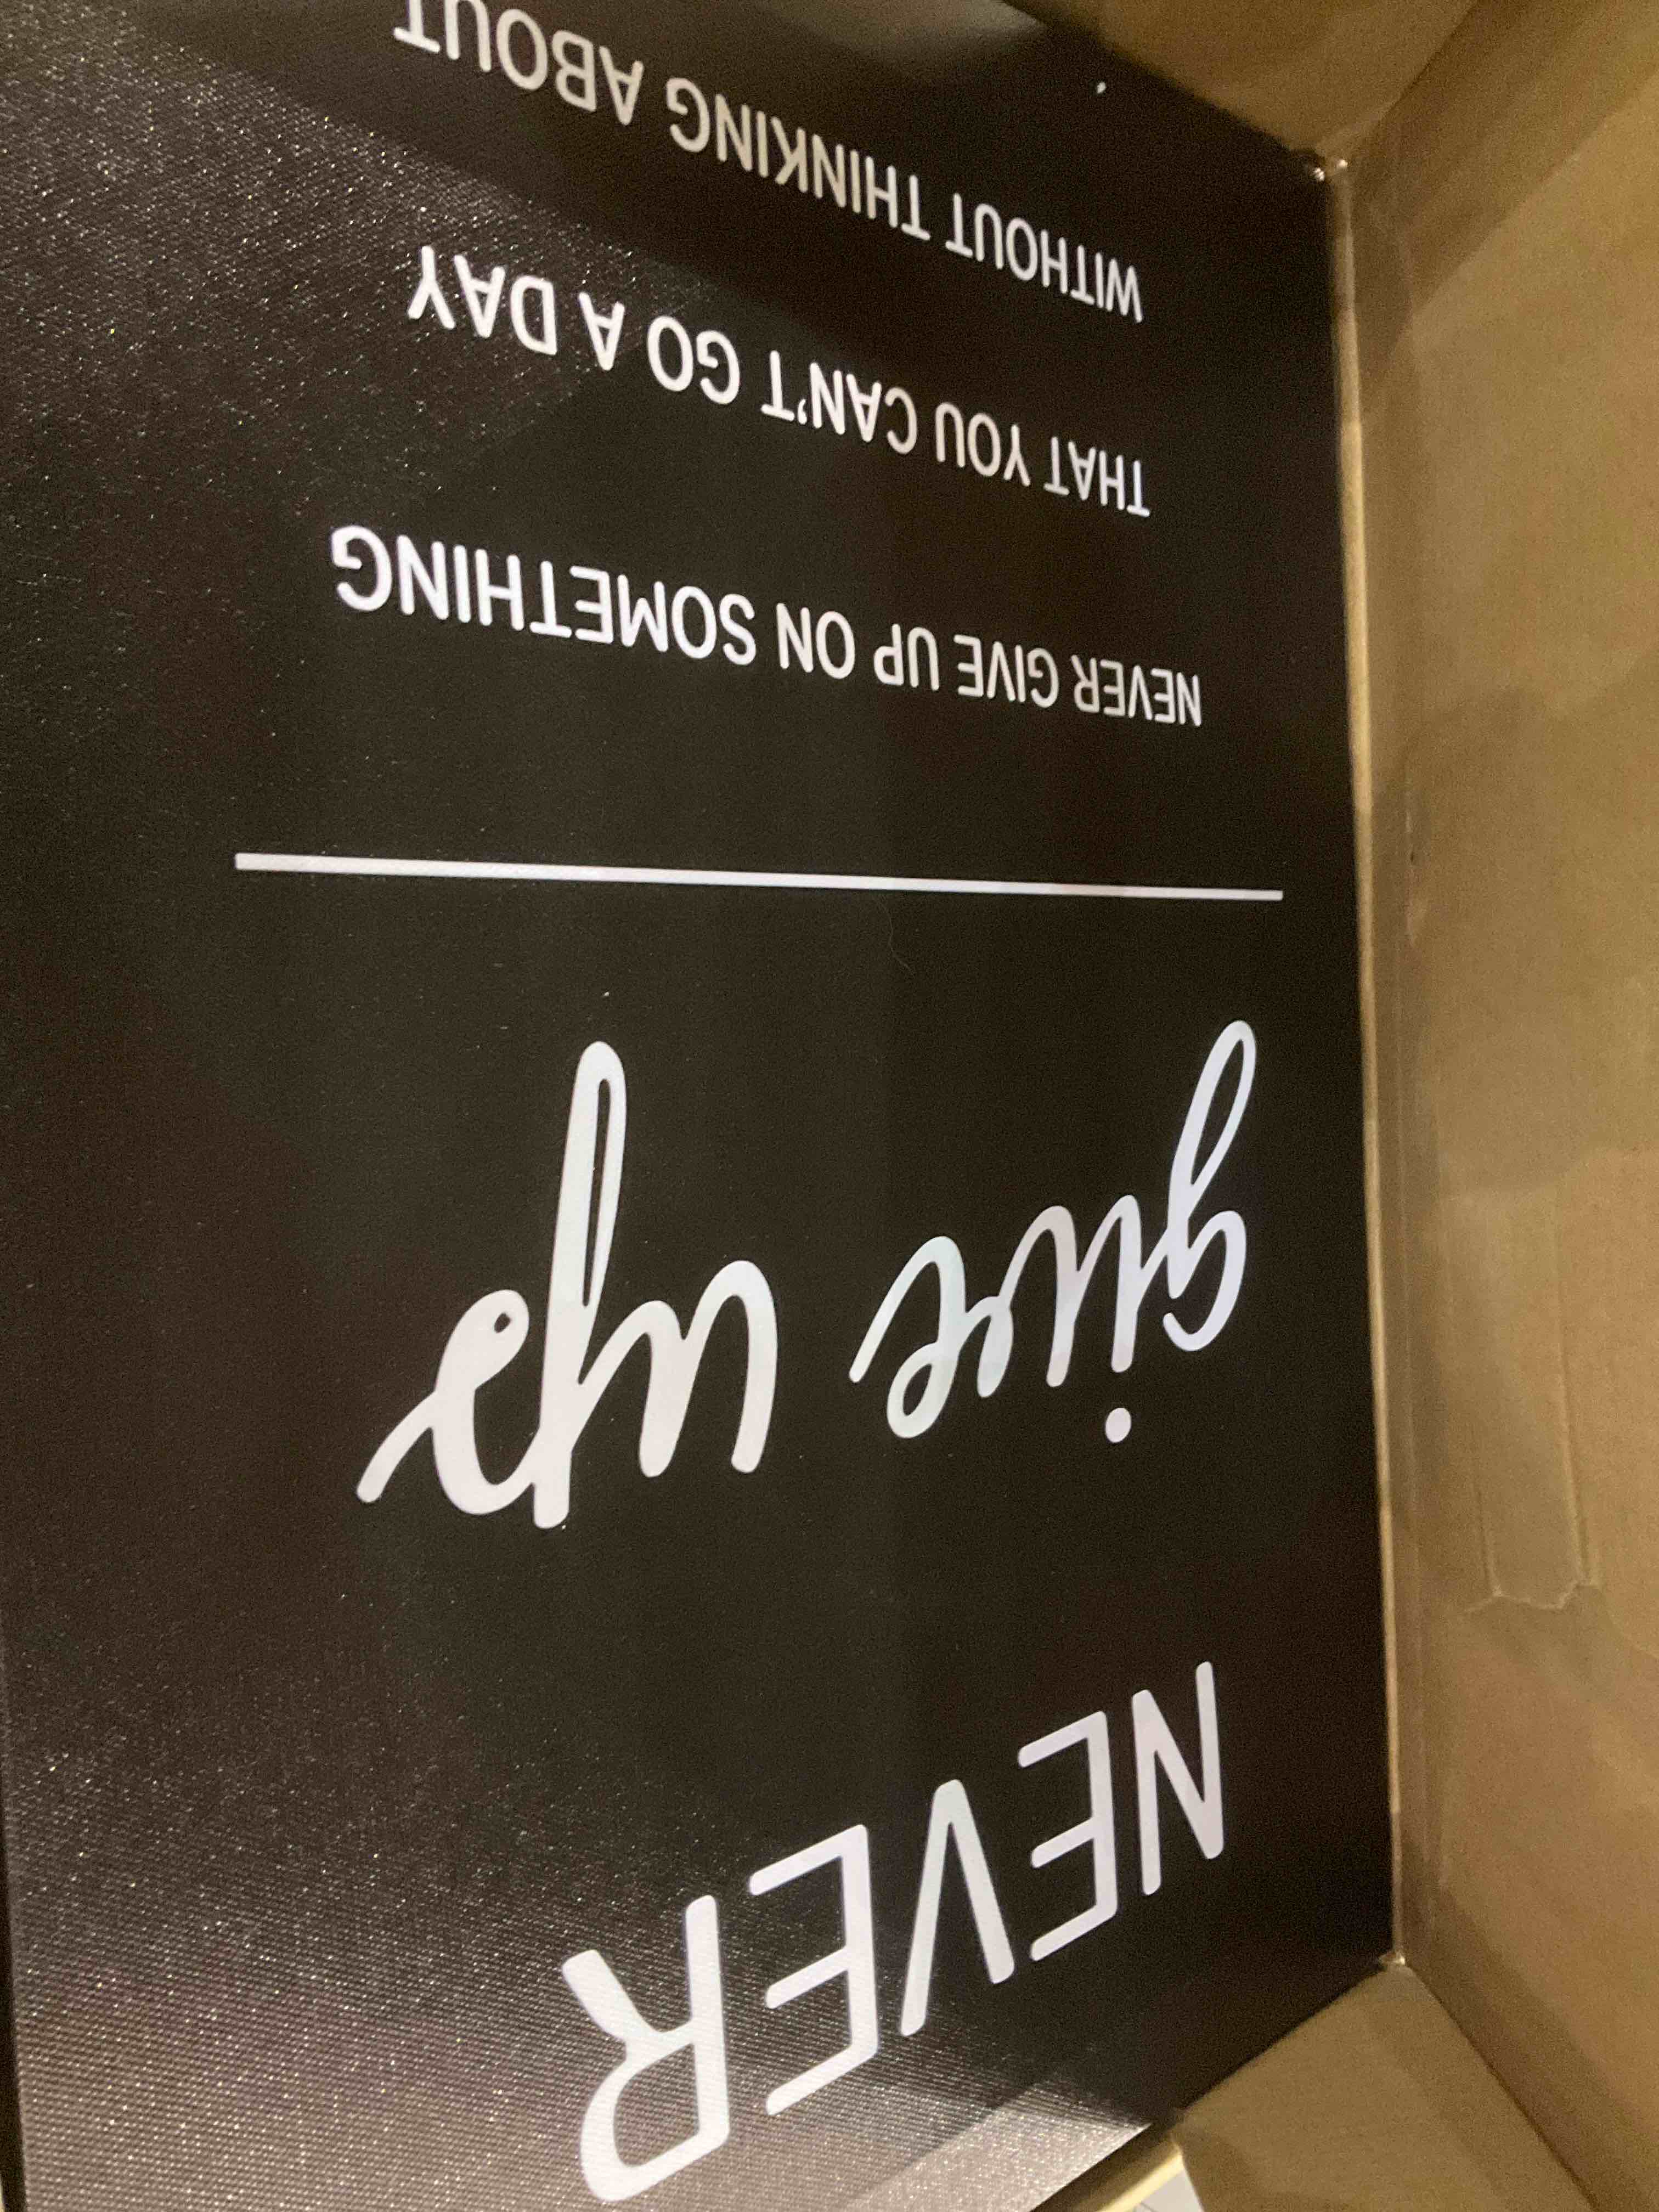 NEVER
give up
NEVER GIVE UP ON SOMETHING
THAT YOU CAN'T GO A DAY
WITHOUT THINKING ABOUT